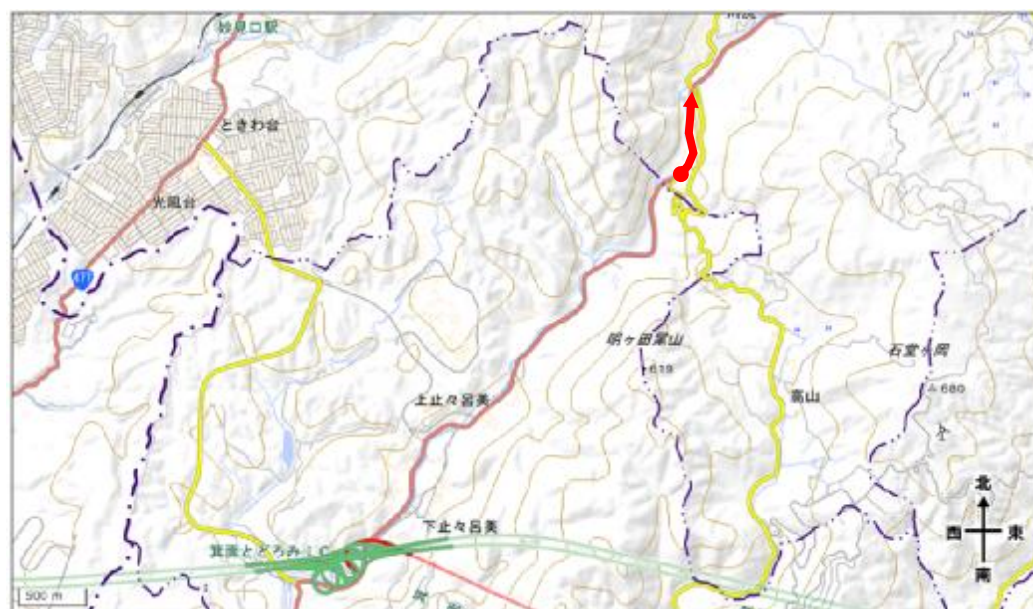 妙見口駅
ときわ台
光風台
477
明ヶ田尾山
619
石堂ヶ岡
680
高山
上止々呂美
下止々呂美
箕面とどろみIC
北
西 東
南
500 m